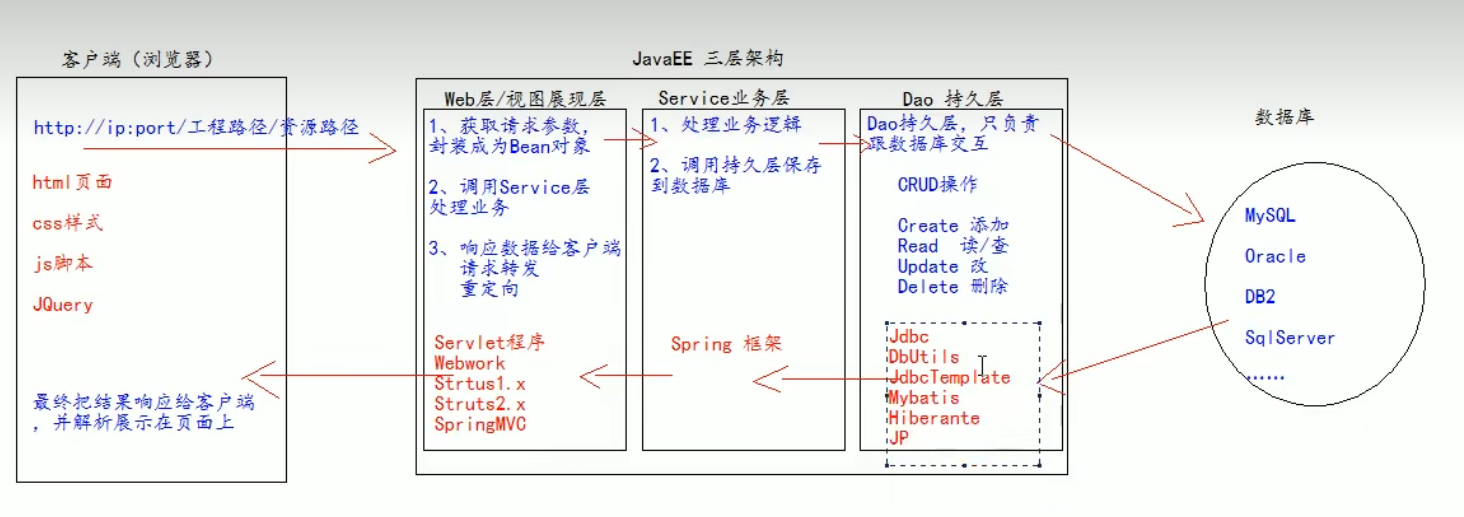 客户端（浏览器）
http://ip:port/工程路径/资源路径
html页面
css样式
js脚本
JQuery
最终把结果响应给客户端
，并解析展示在页面上
JavaEE 三层架构
Web层/视图展现层
1、获取请求参数，
封装成为Bean对象
2、调用Service层
处理业务
3、响应数据给客户端
请求转发
重定向
Servlet程序
Webwork
Strtus1.x
Struts2.x
SpringMVC
Service业务层
1、处理业务逻辑
2、调用持久层保存
到数据库
Spring 框架
Dao 持久层
Dao持久层，只负责
跟数据库交互
CRUD操作
Create 添加
Read 读/查
Update 改
Delete 删除
Jdbc
DbUtils
JdbcTemplate
Mybatis
Hiberante
JP
数据库
MySQL
Oracle
DB2
SqlServer
......